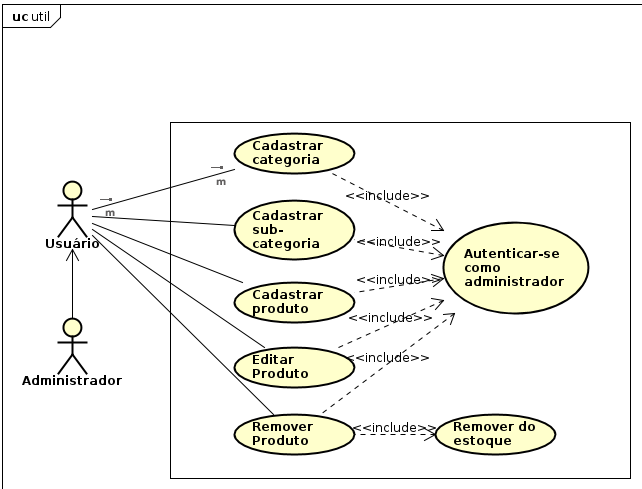 uc util
Cadastrar
categoria
m
<<include>>
m
Usuário
Cadastrar
sub-
categoria
<<include>>
Autenticar-se
como
administrador
<<include>>
Cadastrar
produto
<<include>>
Editar
Produto
<<include>>
Administrador
Remover
Produto
<<include>>
Remover do
estoque